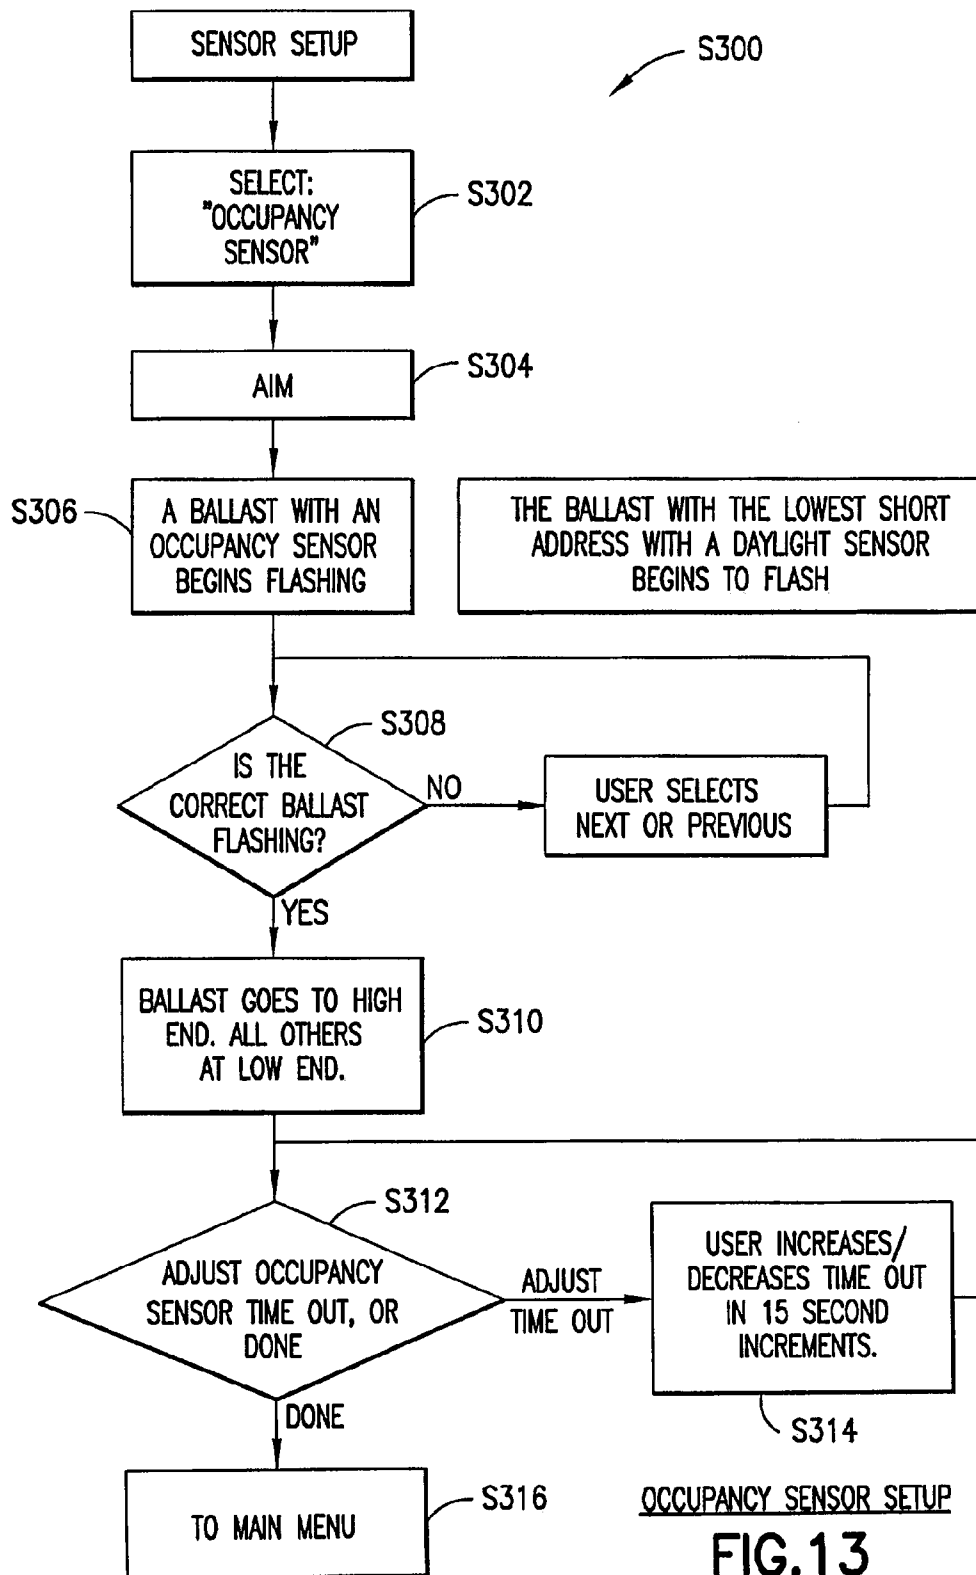 SENSOR SETUP
S300
SELECT:
"OCCUPANCY
SENSOR"
S302
AIM
S304
S306
A BALLAST WITH AN
OCCUPANCY SENSOR
BEGINS FLASHING
THE BALLAST WITH THE LOWEST SHORT
ADDRESS WITH A DAYLIGHT SENSOR
BEGINS TO FLASH
S308
IS THE
CORRECT BALLAST
FLASHING?
NO
USER SELECTS
NEXT OR PREVIOUS
YES
BALLAST GOES TO HIGH
END. ALL OTHERS
AT LOW END.
S310
S312
ADJUST OCCUPANCY
SENSOR TIME OUT, OR
DONE
ADJUST
TIME OUT
USER INCREASES/
DECREASES TIME OUT
IN 15 SECOND
INCREMENTS.
S314
DONE
TO MAIN MENU
S316
OCCUPANCY SENSOR SETUP
FIG.13